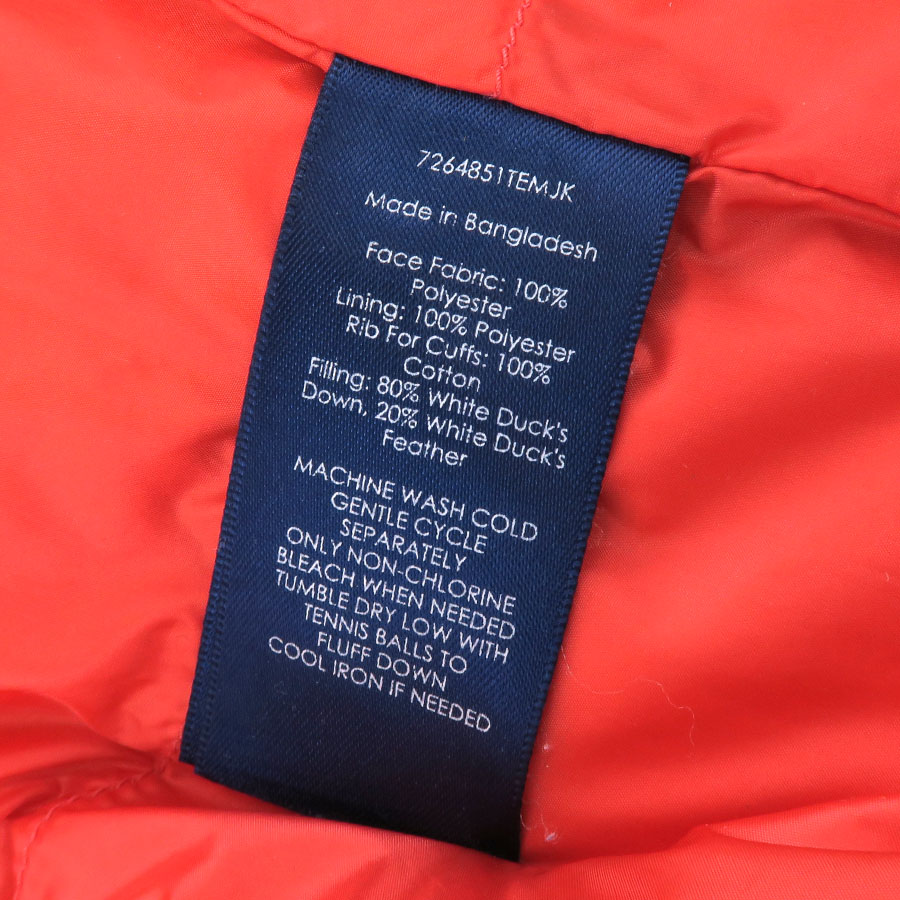 7264851TEMJK
Made in Bangladesh
Face Fabric: 100%
Polyester
Lining: 100% Polyester
Rib For Cuffs: 100%
Cotton
Filling: 80% White Duck's
Down, 20% White Duck's
Feather
MACHINE WASH COLD
GENTLE CYCLE
SEPARATELY
ONLY NON-CHLORINE
BLEACH WHEN NEEDED
TUMBLE DRY LOW WITH
TENNIS BALLS TO
FLUFF DOWN
COOL IRON IF NEEDED